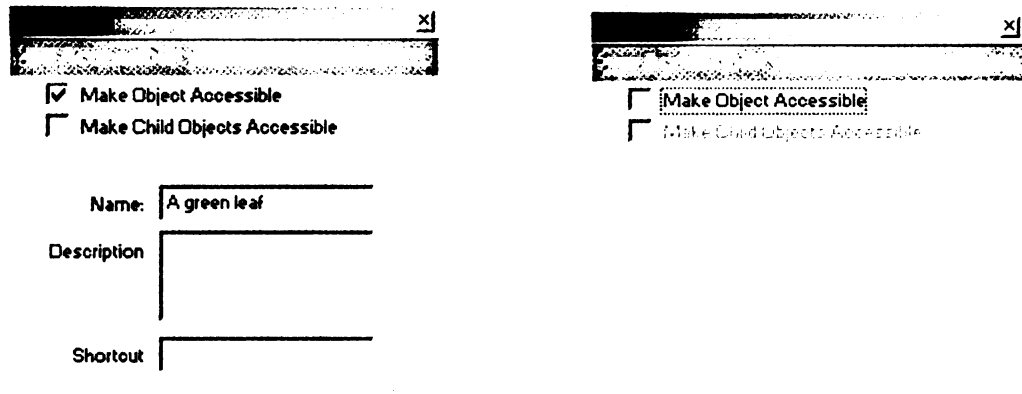 Make Object Accessible
Make Child Objects Accessible
Name: A green leaf
Description
Shortcut
Make Object Accessible
Make Child Objects Accessible